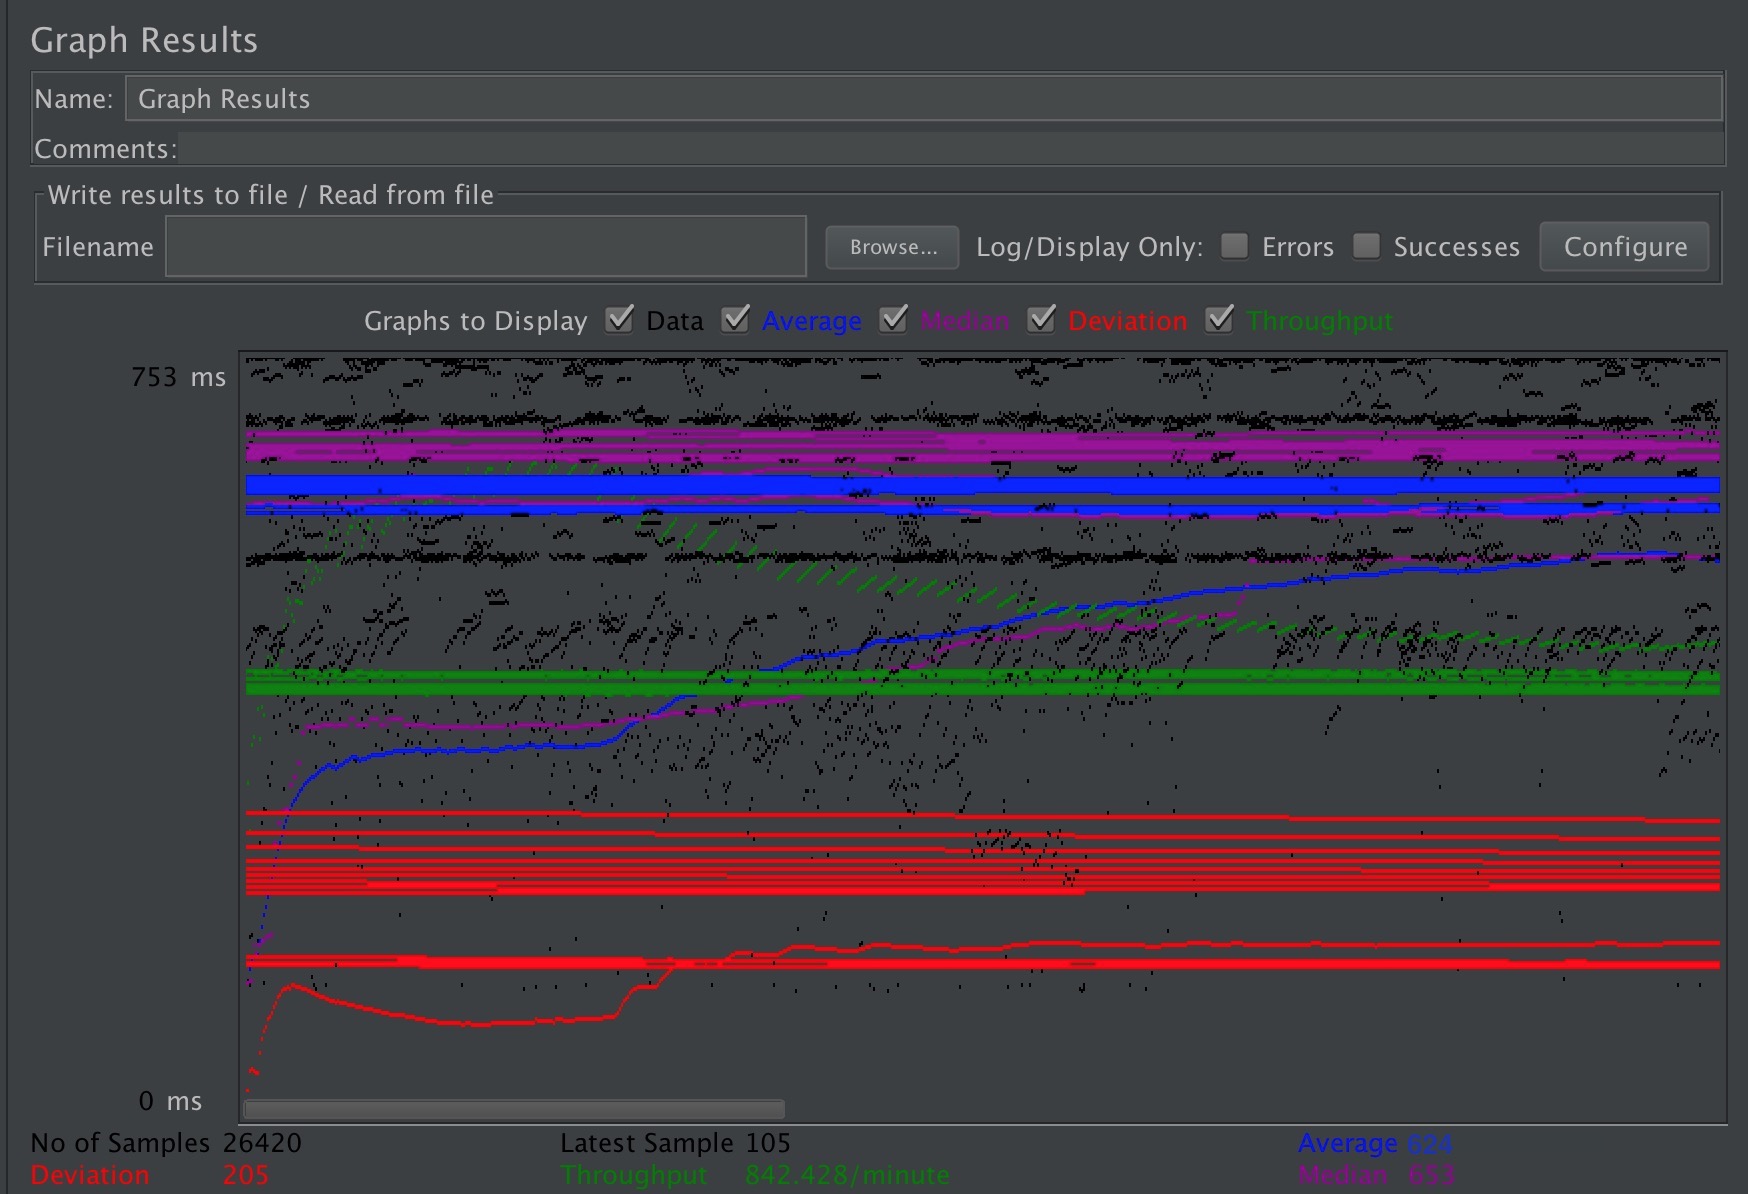 Graph Results
Name: Graph Results
Comments:
Write results to file / Read from file
Filename Browse... Log/Display Only: Errors Successes Configure
Graphs to Display Data Average Median Deviation Throughput
753 ms
0 ms
No of Samples 26420 Latest Sample 105 Average 624
Deviation 205 Throughput 842.428/minute Median 653